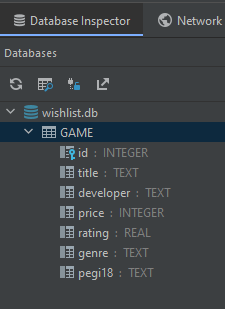 Database Inspector
Network
Databases
wishlist.db
GAME
id : INTEGER
title : TEXT
developer : TEXT
price : INTEGER
rating : REAL
genre : TEXT
pegi18 : TEXT